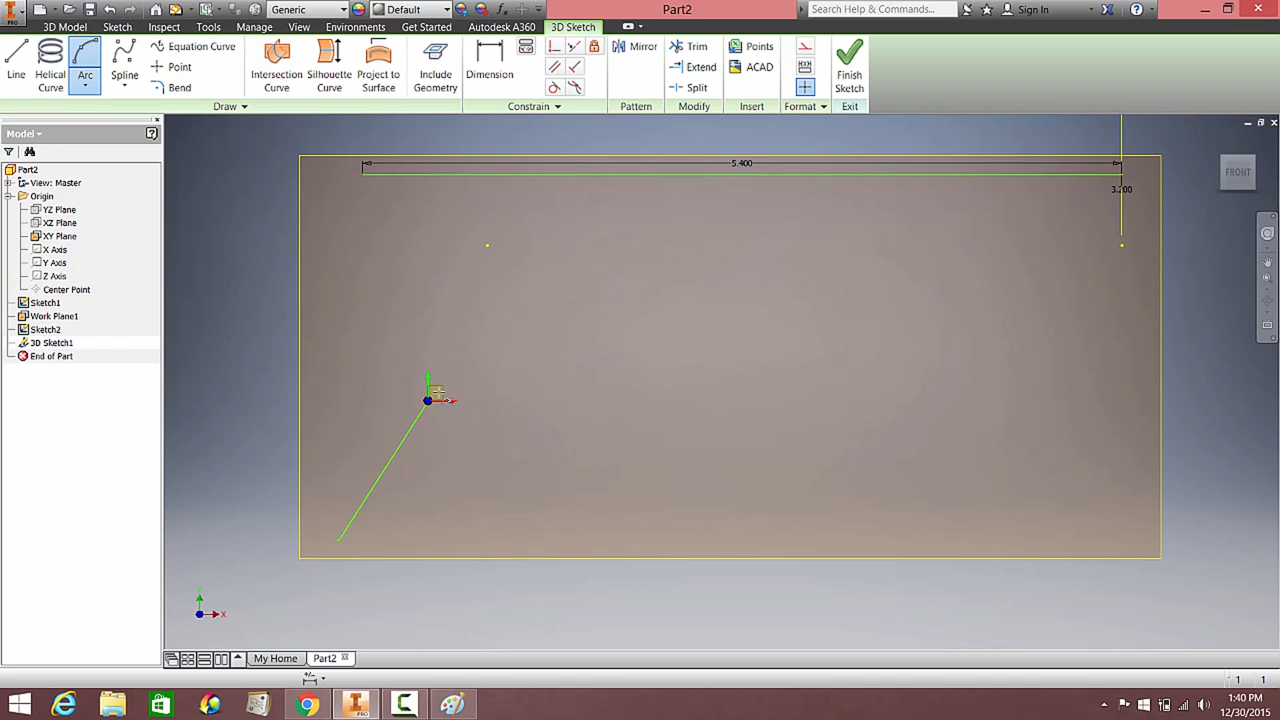 PRO
Generic
Default
Part2
Search Help & Commands...
Sign In
3D Model
Sketch
Inspect
Tools
Manage
View
Environments
Get Started
Autodesk A360
3D Sketch
Line
Helical
Curve
Arc
Spline
Equation Curve
Point
Bend
Intersection
Curve
Silhouette
Curve
Project to
Surface
Include
Geometry
Dimension
Mirror
Trim
Extend
Split
Points
ACAD
Finish
Sketch
Draw
Constrain
Pattern
Modify
Insert
Format
Exit
Model
Part2
View: Master
Origin
YZ Plane
XZ Plane
XY Plane
X Axis
Y Axis
Z Axis
Center Point
Sketch1
Work Plane1
Sketch2
3D Sketch1
End of Part
5.400
FRONT
X
My Home
Part2
1
1
PRO
1:40 PM
12/30/2015